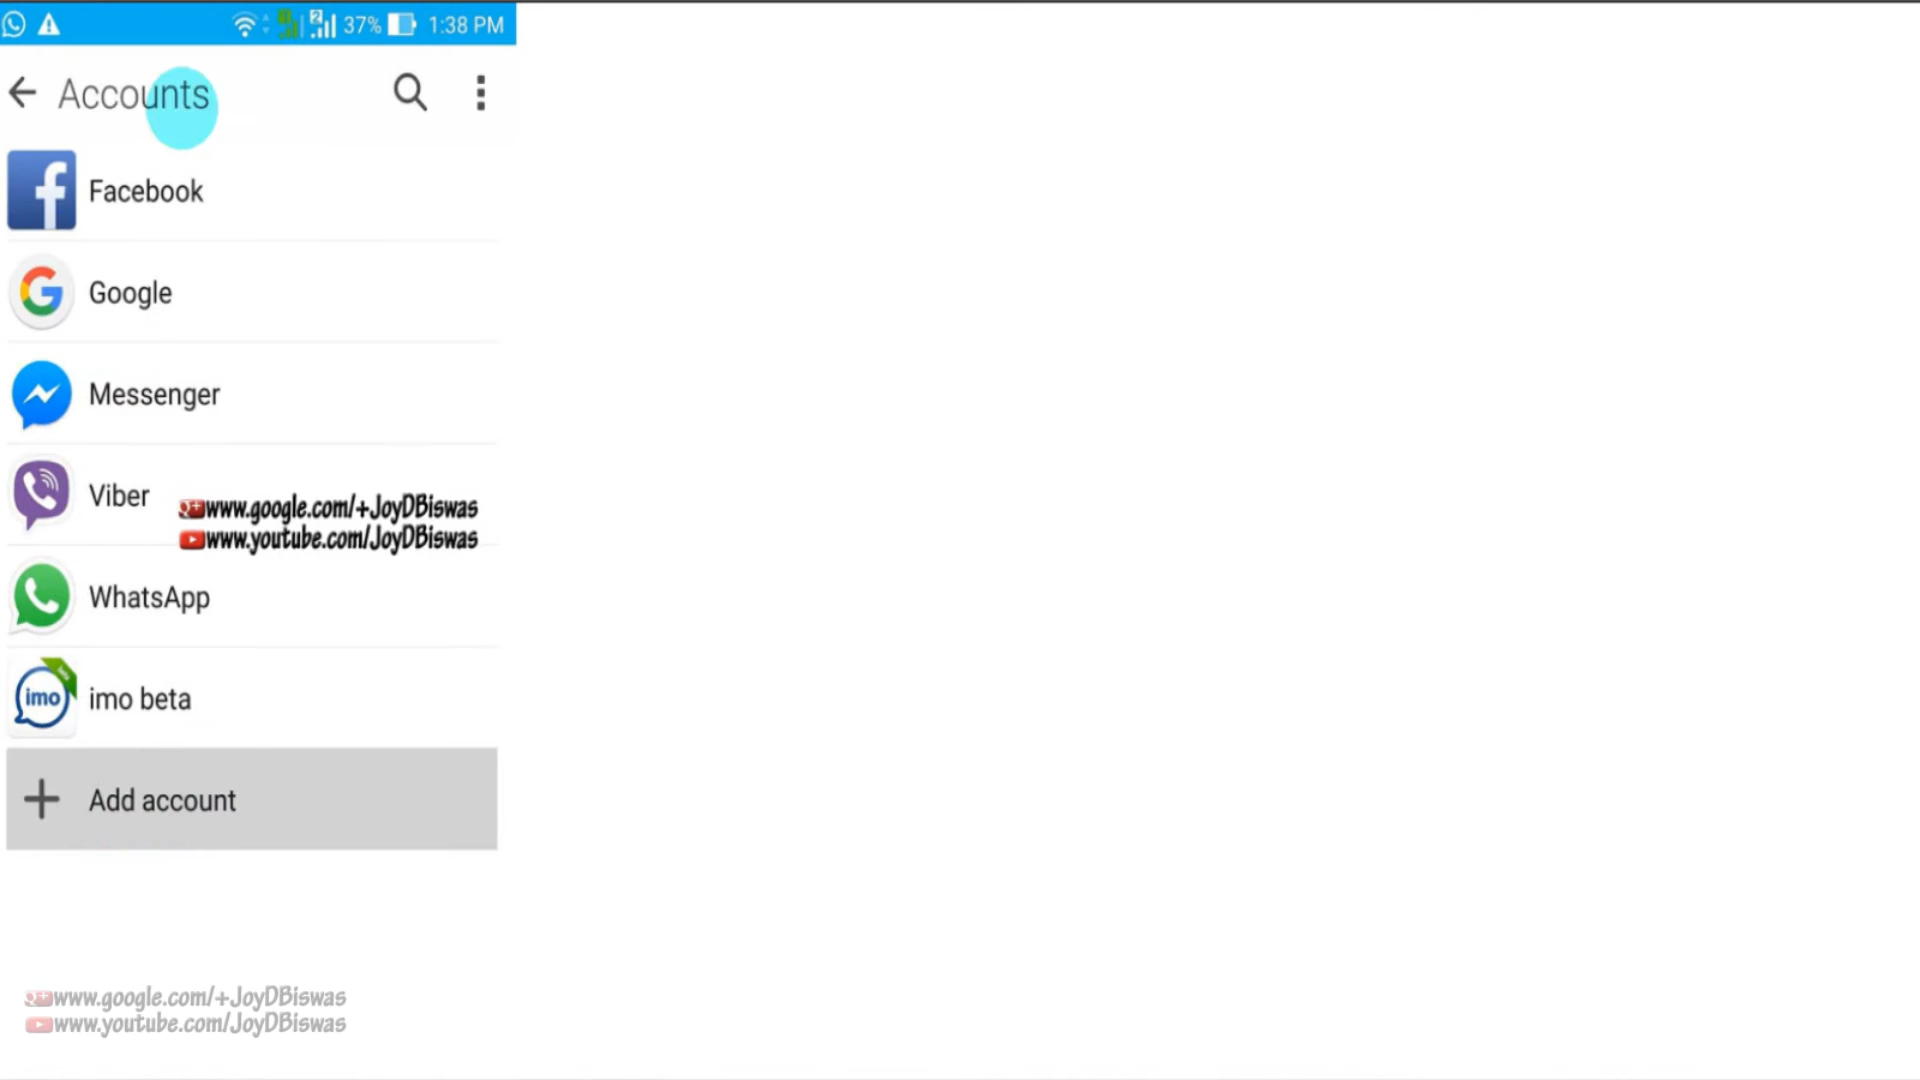 2
37%
1:38 PM
Accounts
Facebook
Google
Messenger
Viber
www.google.com/+JoyDBiswas
www.youtube.com/JoyDBiswas
WhatsApp
imo
imo beta
Add account
www.google.com/+JoyDBiswas
www.youtube.com/JoyDBiswas